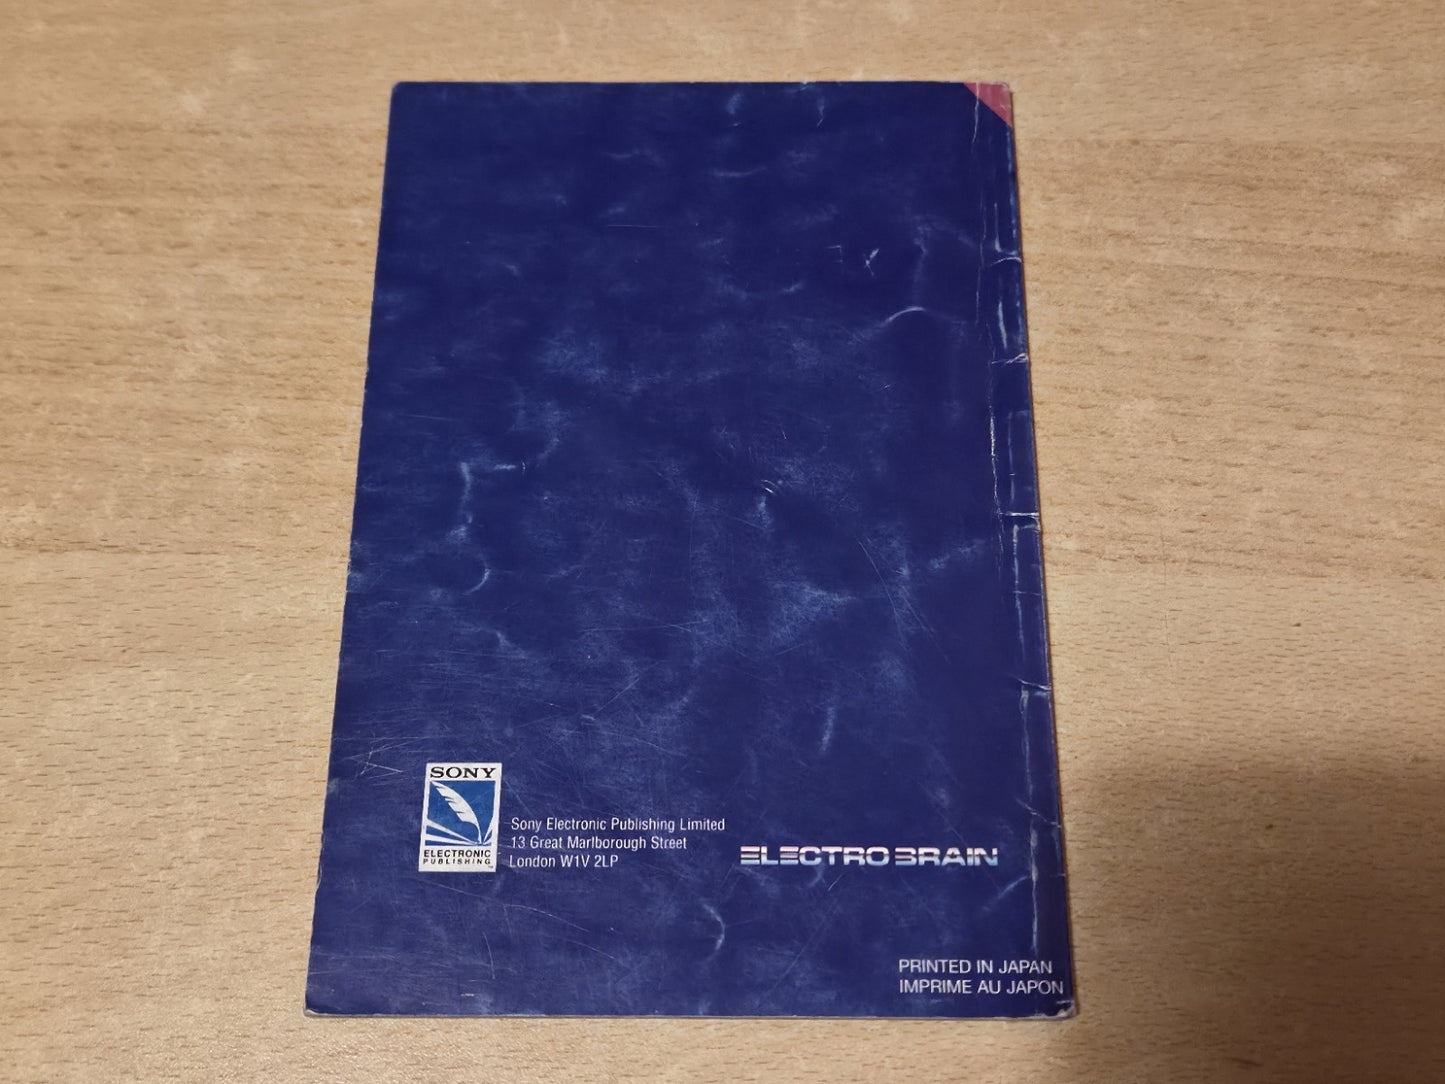 SONY
ELECTRONIC
PUBLISHING
TM
Sony Electronic Publishing Limited
13 Great Marlborough Street
London W1V 2LP
ELECTRO BRAIN
PRINTED IN JAPAN
IMPRIME AU JAPON